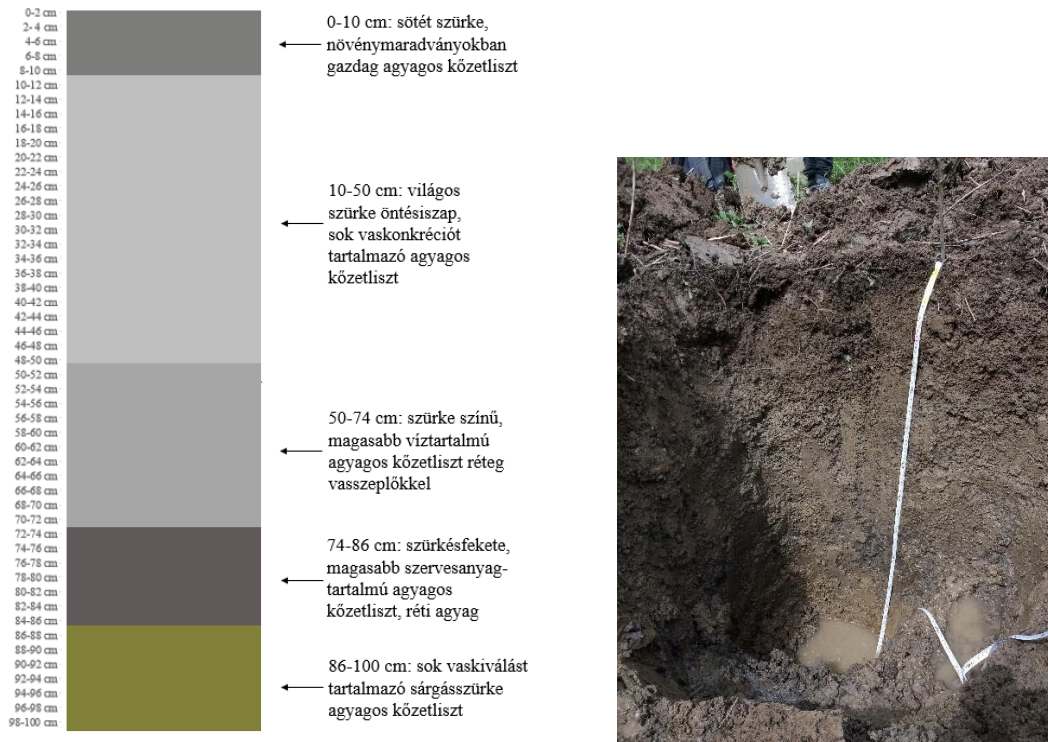 0-2 cm
2- 4 cm
4-6 cm
6-8 cm
8-10 cm
10-12 cm
12-14 cm
14-16 cm
16-18 cm
18-20 cm
20-22 cm
22-24 cm
24-26 cm
26-28 cm
28-30 cm
30-32 cm
32-34 cm
34-36 cm
36-38 cm
38-40 cm
40-42 cm
42-44 cm
44-46 cm
46-48 cm
48-50 cm
50-52 cm
52-54 cm
54-56 cm
56-58 cm
58-60 cm
60-62 cm
62-64 cm
64-66 cm
66-68 cm
68-70 cm
70-72 cm
72-74 cm
74-76 cm
76-78 cm
78-80 cm
80-82 cm
82-84 cm
84-86 cm
86-88 cm
88-90 cm
90-92 cm
92-94 cm
94-96 cm
96-98 cm
98-100 cm
0-10 cm: sötét szürke,
növénymaradványokban
gazdag agyagos kőzetliszt
10-50 cm: világos
szürke öntésiszap,
sok vaskonkréciót
tartalmazó agyagos
kőzetliszt
50-74 cm: szürke színű,
magasabb víztartalmú
agyagos kőzetliszt réteg
vasszeplőkkel
74-86 cm: szürkésfekete,
magasabb szervesanyag-
tartalmú agyagos
kőzetliszt, réti agyag
86-100 cm: sok vaskiválást
tartalmazó sárgásszürke
agyagos kőzetliszt